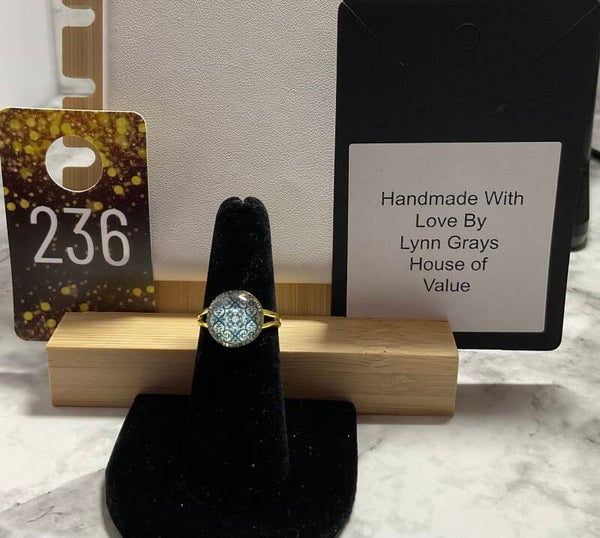 236
Handmade With
Love By
Lynn Grays
House of
Value